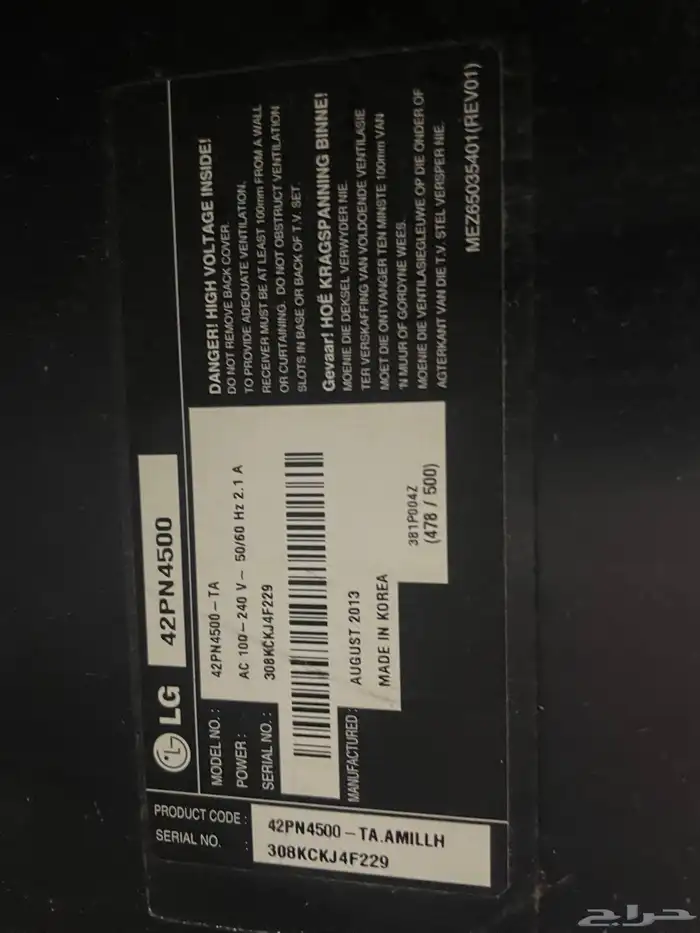 LG 42PN4500
MODEL NO. : 42PN4500-TA
POWER : AC 100-240 V~ 50/60 Hz 2.1 A
SERIAL NO. : 308KCKJ4F229
MANUFACTURED : AUGUST 2013
MADE IN KOREA
381P004Z
(478 / 500)
DANGER! HIGH VOLTAGE INSIDE!
DO NOT REMOVE BACK COVER.
TO PROVIDE ADEQUATE VENTILATION,
RECEIVER MUST BE AT LEAST 100mm FROM A WALL
OR CURTAINING. DO NOT OBSTRUCT VENTILATION
SLOTS IN BASE OR BACK OF T.V. SET.
Gevaar! HOË KRAGSPANNING BINNE!
MOENIE DIE DEKSEL VERWYDER NIE.
TER VERSKAFFING VAN VOLDOENDE VENTILASIE
MOET DIE ONTVANGER TEN MINSTE 100mm VAN
'N MUUR OF GORDYNE WEES.
MOENIE DIE VENTILASIEGLEUWE OP DIE ONDER OF
AGTERKANT VAN DIE T.V. STEL VERSPER NIE.
MEZ65035401(REV01)
PRODUCT CODE : 42PN4500-TA.AMILLH
SERIAL NO. : 308KCKJ4F229
حراج